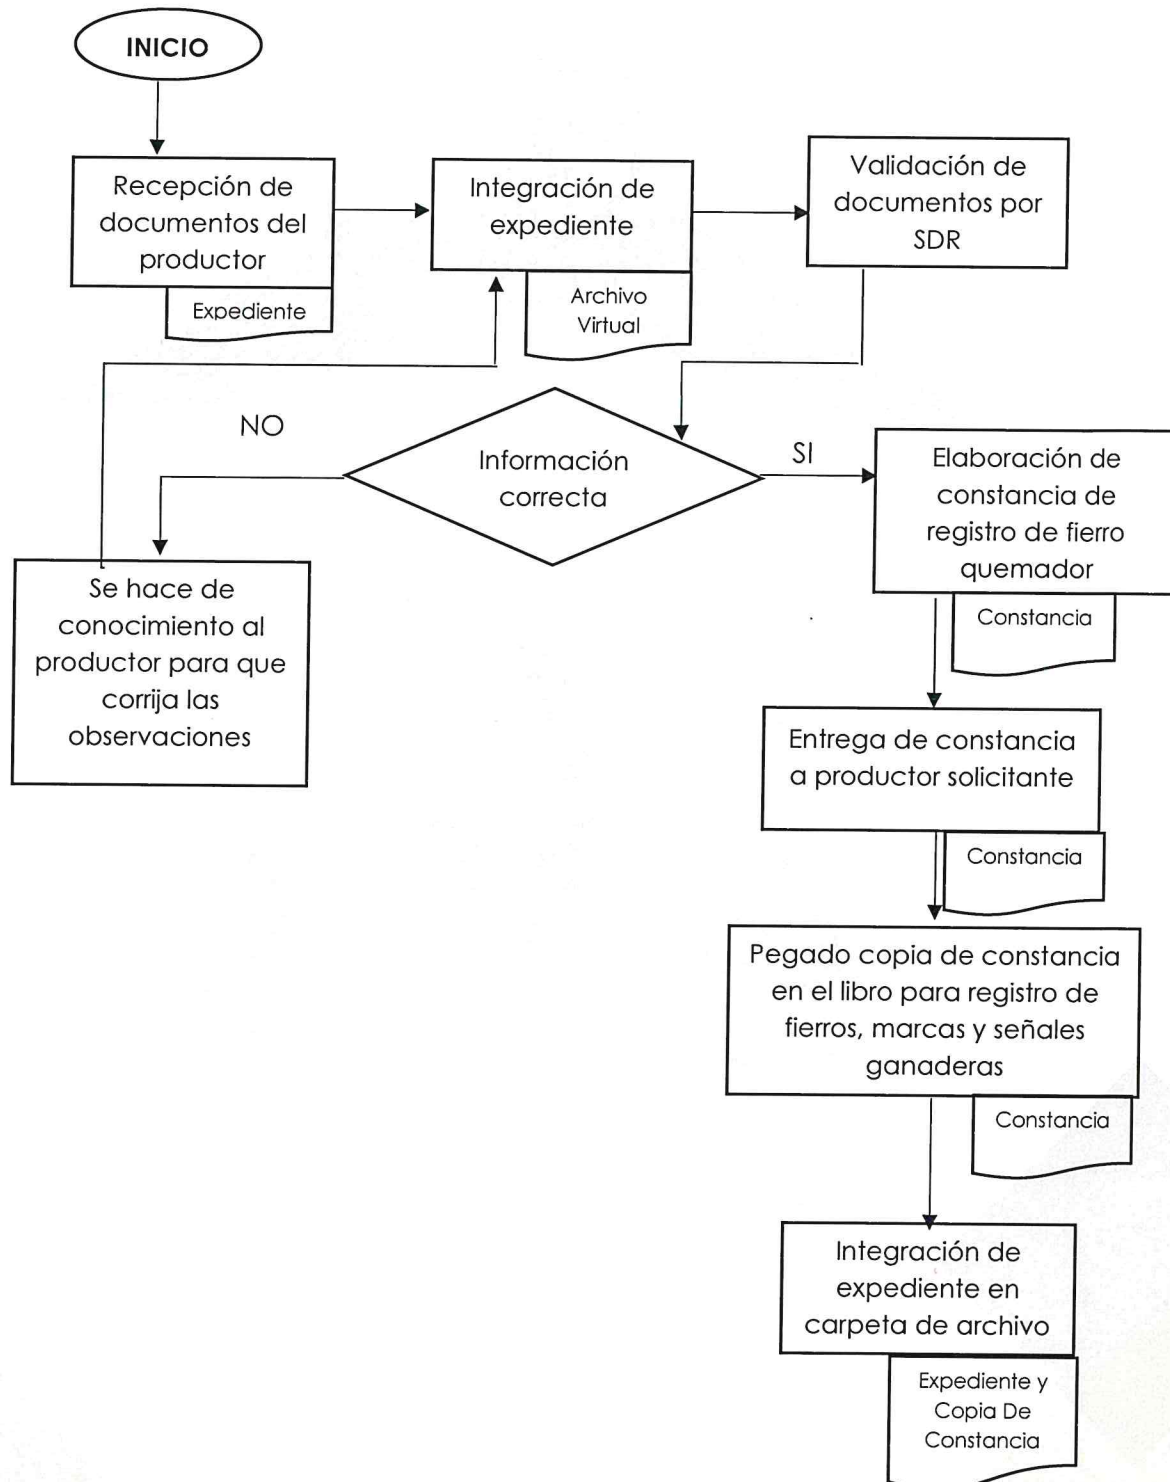 INICIO
Recepción de
documentos del
productor
Expediente
Integración de
expediente
Archivo
Virtual
Validación de
documentos por
SDR
NO
Información
correcta
SI
Se hace de
conocimiento al
productor para que
corrija las
observaciones
Elaboración de
constancia de
registro de fierro
quemador
Constancia
Entrega de constancia
a productor solicitante
Constancia
Pegado copia de constancia
en el libro para registro de
fierros, marcas y señales
ganaderas
Constancia
Integración de
expediente en
carpeta de archivo
Expediente y
Copia De
Constancia